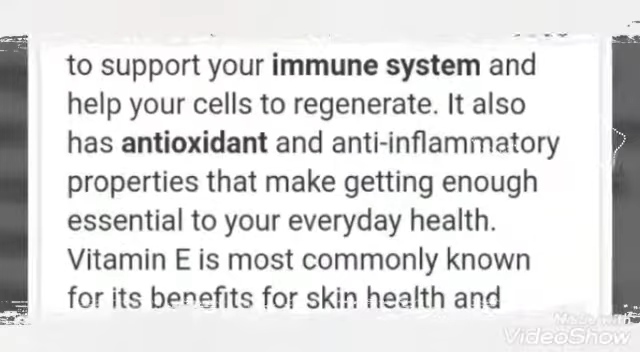 to support your immune system and
help your cells to regenerate. It also
has antioxidant and anti-inflammatory
properties that make getting enough
essential to your everyday health.
Vitamin E is most commonly known
for its benefits for skin health and
Made with
VideoShow